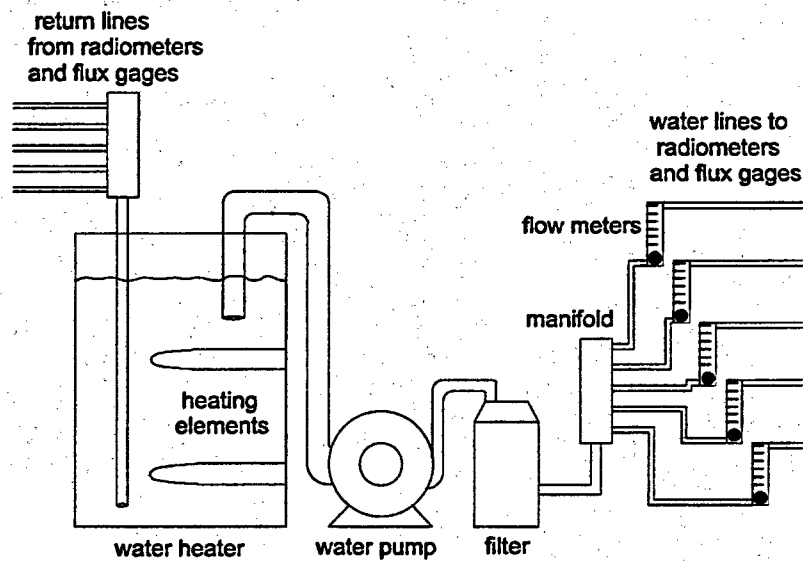 return lines
from radiometers
and flux gages
water lines to
radiometers
and flux gages
flow meters
manifold
heating
elements
water heater
water pump
filter